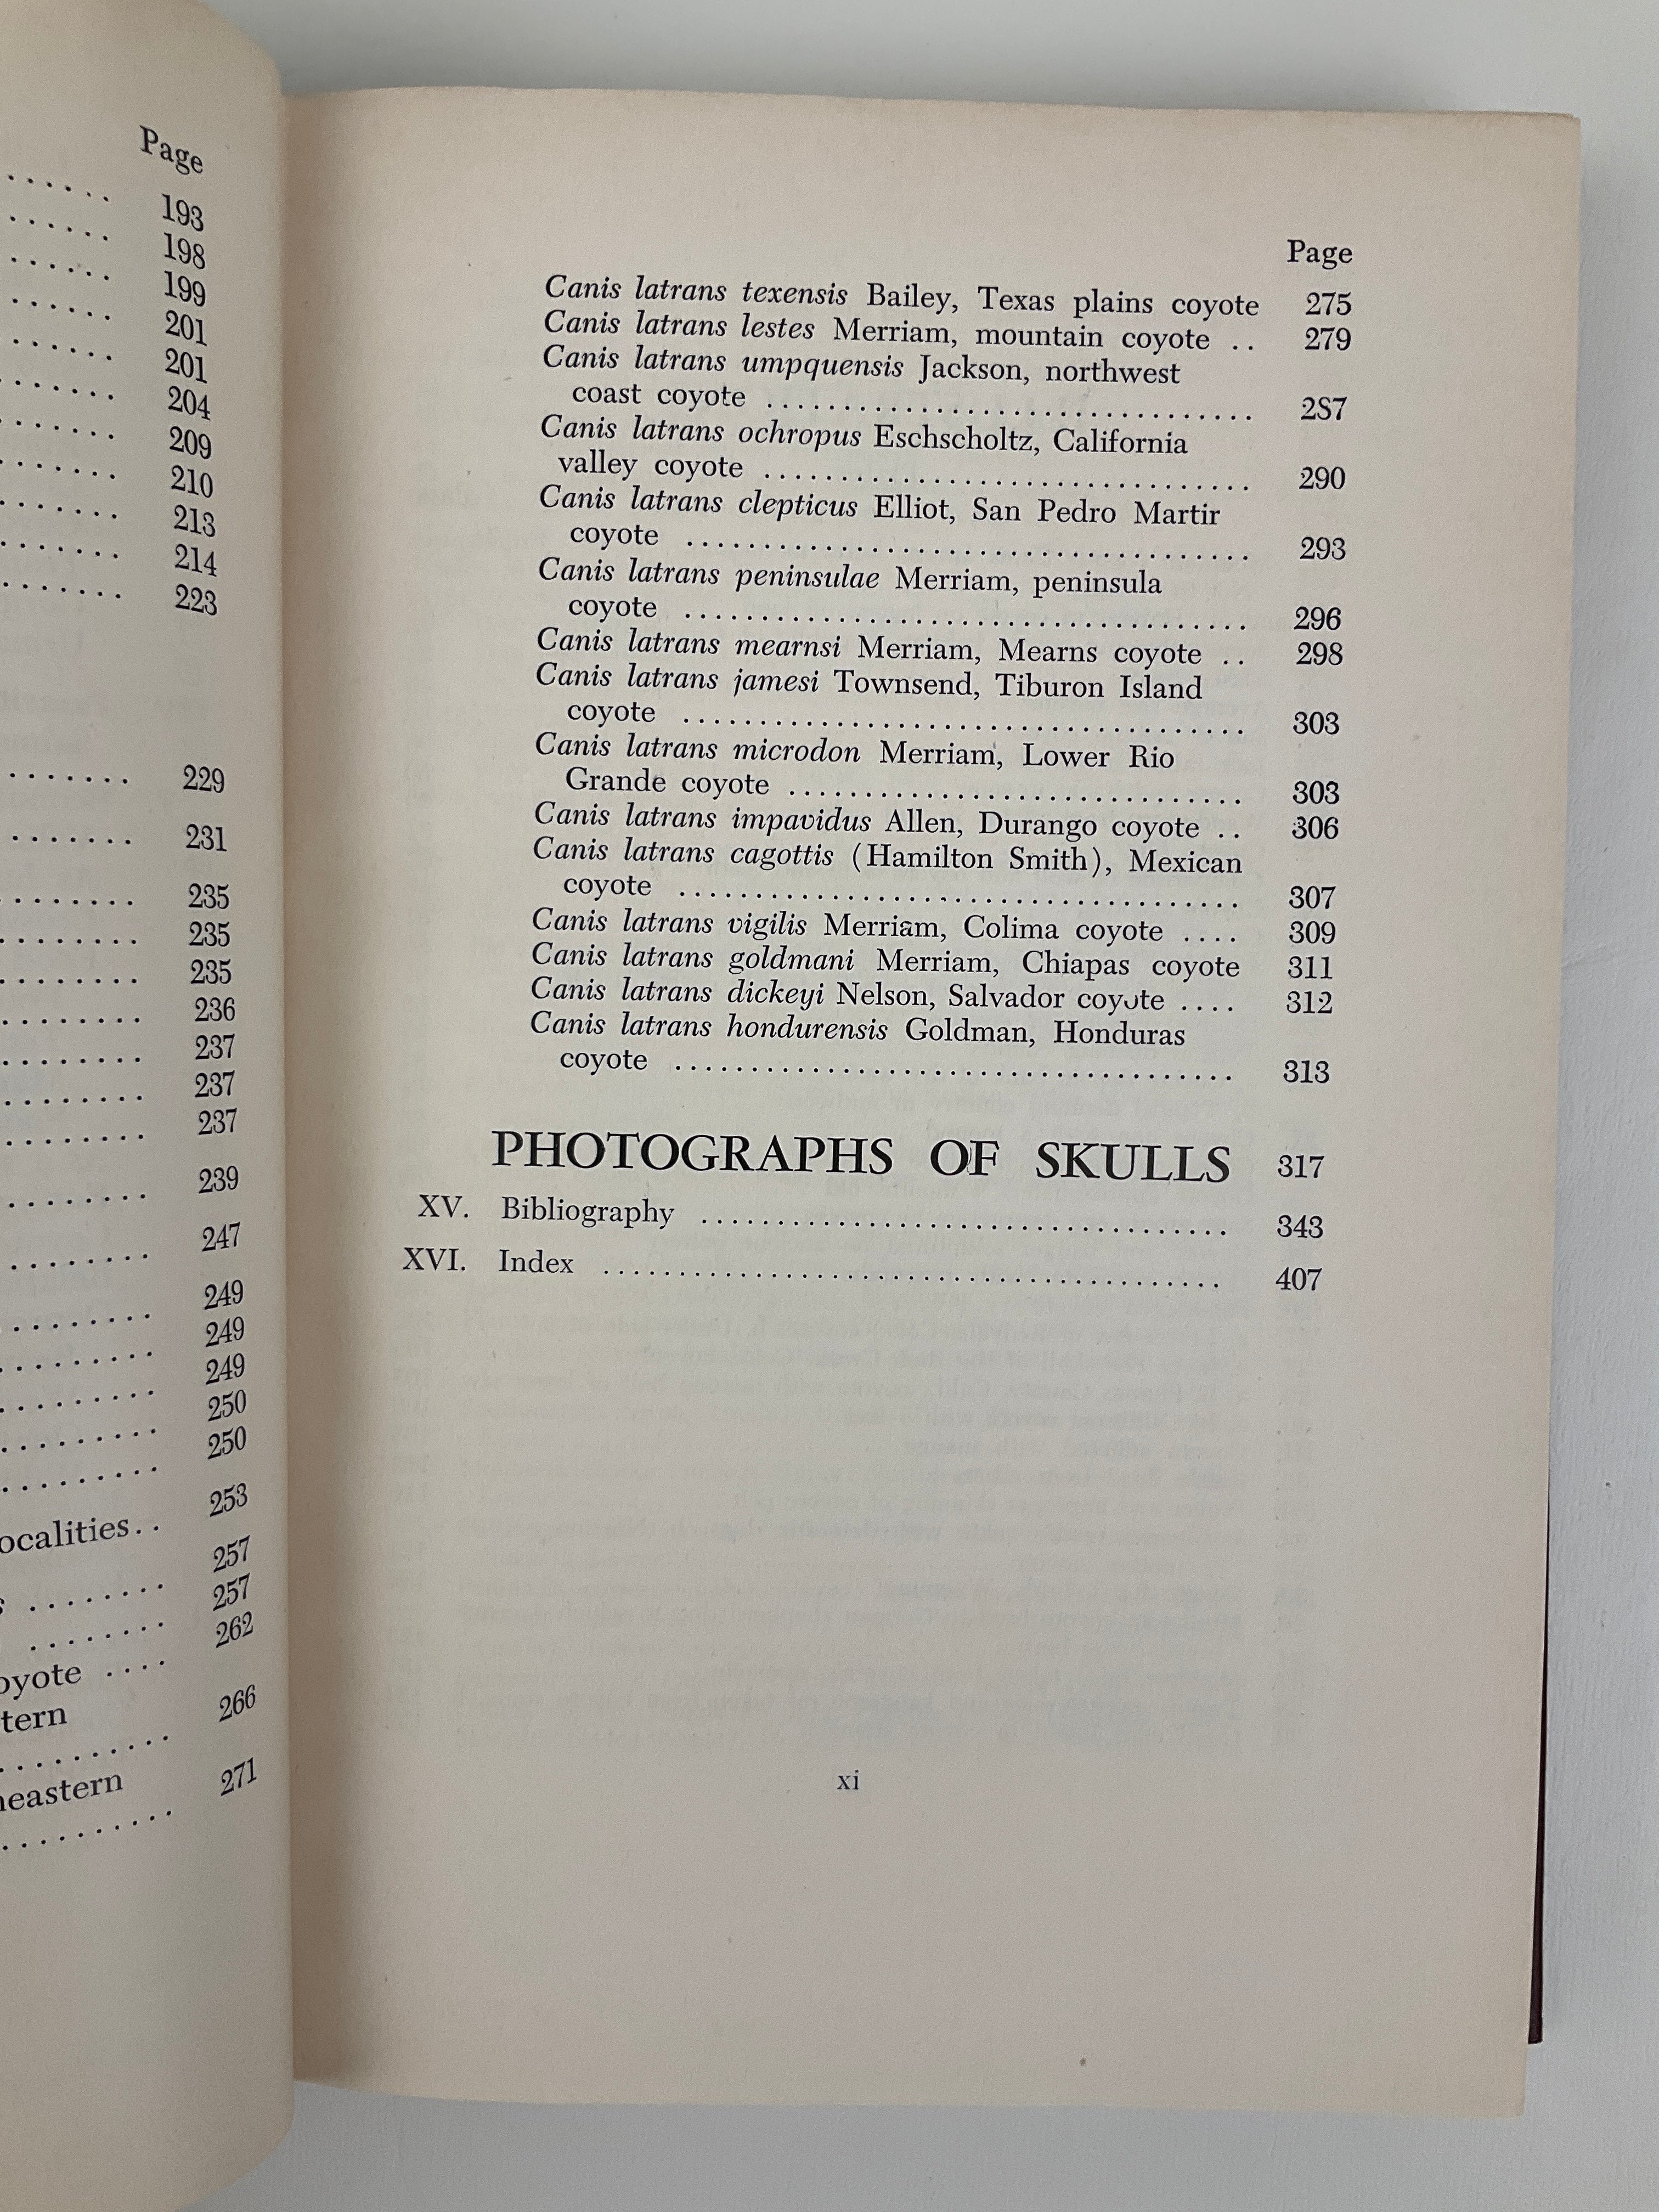 Page
193
198
199
201
201
204
209
210
213
214
223
229
231
235
235
235
236
237
237
237
239
247
249
249
249
250
250
253
ocalities..
257
257
262
oyote ....
tern
266
heastern
271
Page
Canis latrans texensis Bailey, Texas plains coyote 275
Canis latrans lestes Merriam, mountain coyote .. 279
Canis latrans umpquensis Jackson, northwest
coast coyote ................................ 287
Canis latrans ochropus Eschscholtz, California
valley coyote ................................ 290
Canis latrans clepticus Elliot, San Pedro Martir
coyote ..................................... 293
Canis latrans peninsulae Merriam, peninsula
coyote ..................................... 296
Canis latrans mearnsi Merriam, Mearns coyote .. 298
Canis latrans jamesi Townsend, Tiburon Island
coyote ..................................... 303
Canis latrans microdon Merriam, Lower Rio
Grande coyote .............................. 303
Canis latrans impavidus Allen, Durango coyote .. 306
Canis latrans cagottis (Hamilton Smith), Mexican
coyote ..................................... 307
Canis latrans vigilis Merriam, Colima coyote .... 309
Canis latrans goldmani Merriam, Chiapas coyote 311
Canis latrans dickeyi Nelson, Salvador coyote .... 312
Canis latrans hondurensis Goldman, Honduras
coyote ..................................... 313
PHOTOGRAPHS OF SKULLS 317
XV. Bibliography ................................... 343
XVI. Index ......................................... 407
xi